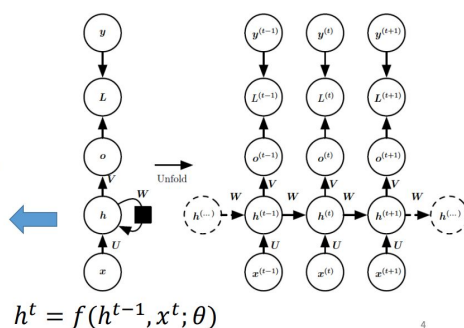 y y^{(t-1)} y^{(t)} y^{(t+1)}
L L^{(t-1)} L^{(t)} L^{(t+1)}
o Unfold o^{(t-1)} o^{(t)} o^{(t+1)}
V W V V V
h h^{(...)} W h^{(t-1)} W h^{(t)} W h^{(t+1)} W h^{(...)}
U U U U
x x^{(t-1)} x^{(t)} x^{(t+1)}
h^t = f(h^{t-1}, x^t; θ)
4